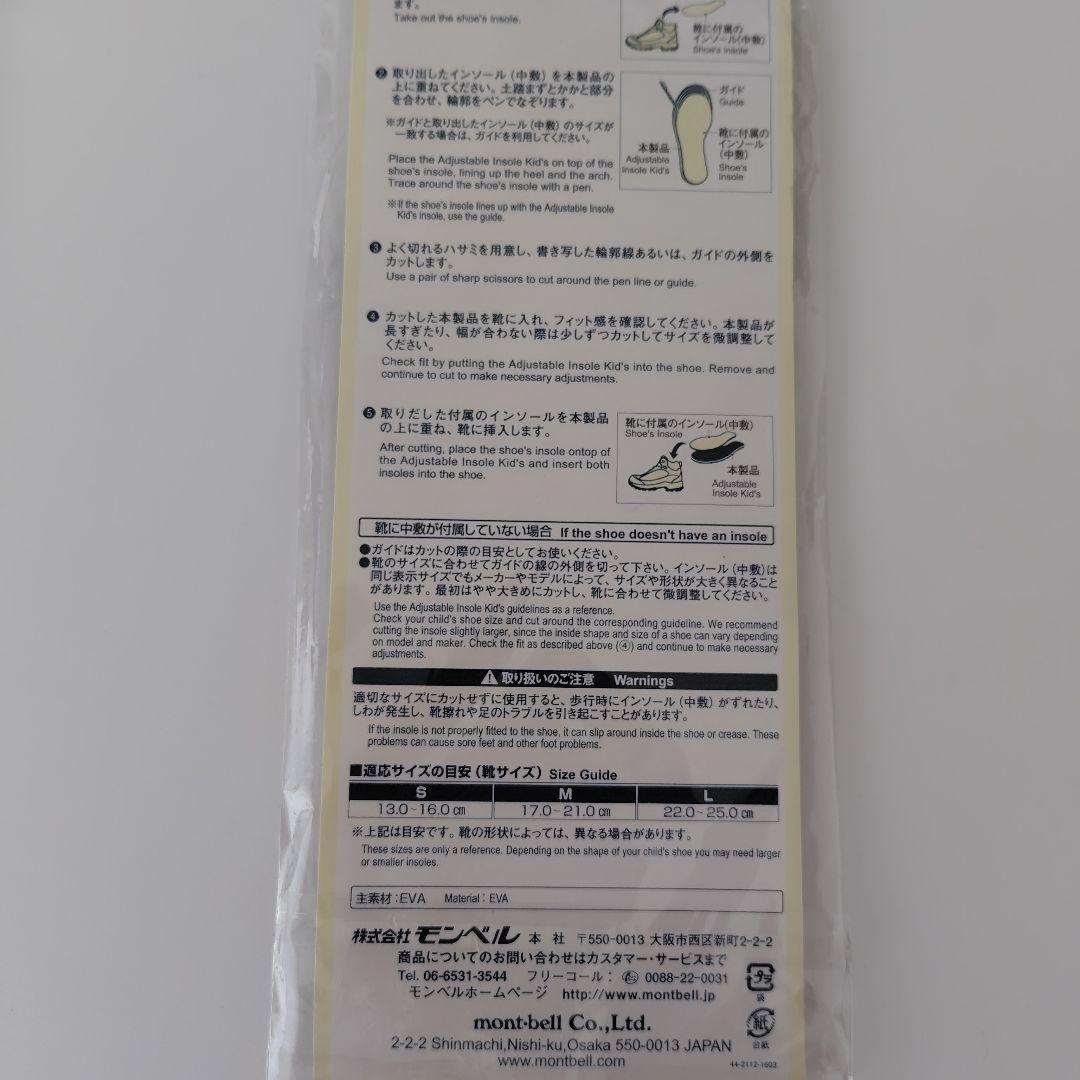 ます。
Take out the shoe's insole.
靴に付属の
インソール(中敷)
Shoe's Insole
❷ 取り出したインソール(中敷)を本製品の
上に重ねてください。土踏まずとかかと部分
を合わせ、輪郭をペンでなぞります。
※ガイドと取り出したインソール(中敷)のサイズが
一致する場合は、ガイドを利用してください。
Place the Adjustable Insole Kid's on top of the
shoe's insole, lining up the heel and the arch.
Trace around the shoe's insole with a pen.
※If the shoe's insole lines up with the Adjustable Insole
Kid's insole, use the guide.
ガイド
Guide
靴に付属の
インソール
(中敷)
Shoe's
Insole
本製品
Adjustable
Insole Kid's
❸ よく切れるハサミを用意し、書き写した輪郭線あるいは、ガイドの外側を
カットします。
Use a pair of sharp scissors to cut around the pen line or guide.
❹ カットした本製品を靴に入れ、フィット感を確認してください。本製品が
長すぎたり、幅が合わない際は少しずつカットしてサイズを微調整して
ください。
Check fit by putting the Adjustable Insole Kid's into the shoe. Remove and
continue to cut to make necessary adjustments.
❺ 取りだした付属のインソールを本製品
の上に重ね、靴に挿入します。
After cutting, place the shoe's insole ontop of
the Adjustable Insole Kid's and insert both
insoles into the shoe.
靴に付属のインソール(中敷)
Shoe's Insole
本製品
Adjustable
Insole Kid's
靴に中敷が付属していない場合 If the shoe doesn't have an insole
●ガイドはカットの際の目安としてお使いください。
●靴のサイズに合わせてガイドの線の外側を切って下さい。インソール(中敷)は
同じ表示サイズでもメーカーやモデルによって、サイズや形状が大きく異なること
があります。最初はやや大きめにカットし、靴に合わせて微調整してください。
Use the Adjustable Insole Kid's guidelines as a reference.
Check your child's shoe size and cut around the corresponding guideline. We recommend
cutting the insole slightly larger, since the inside shape and size of a shoe can vary depending
on model and maker. Check the fit as described above (④) and continue to make necessary
adjustments.
⚠ 取り扱いのご注意 Warnings
適切なサイズにカットせずに使用すると、歩行時にインソール(中敷)がずれたり、
しわが発生し、靴擦れや足のトラブルを引き起こすことがあります。
If the insole is not properly fitted to the shoe, it can slip around inside the shoe or crease. These
problems can cause sore feet and other foot problems.
■適応サイズの目安(靴サイズ) Size Guide
S M L
13.0~16.0㎝ 17.0~21.0㎝ 22.0~25.0㎝
※上記は目安です。靴の形状によっては、異なる場合があります。
These sizes are only a reference. Depending on the shape of your child's shoe you may need larger
or smaller insoles.
主素材:EVA Material:EVA
株式会社 モンベル 本 社 〒550-0013 大阪市西区新町2-2-2
商品についてのお問い合わせはカスタマー・サービスまで
Tel. 06-6531-3544 フリーコール: 0088-22-0031
モンベルホームページ http://www.montbell.jp
プラ
袋
mont-bell Co.,Ltd.
紙
台紙
2-2-2 Shinmachi,Nishi-ku,Osaka 550-0013 JAPAN
www.montbell.com
44-2112-1603